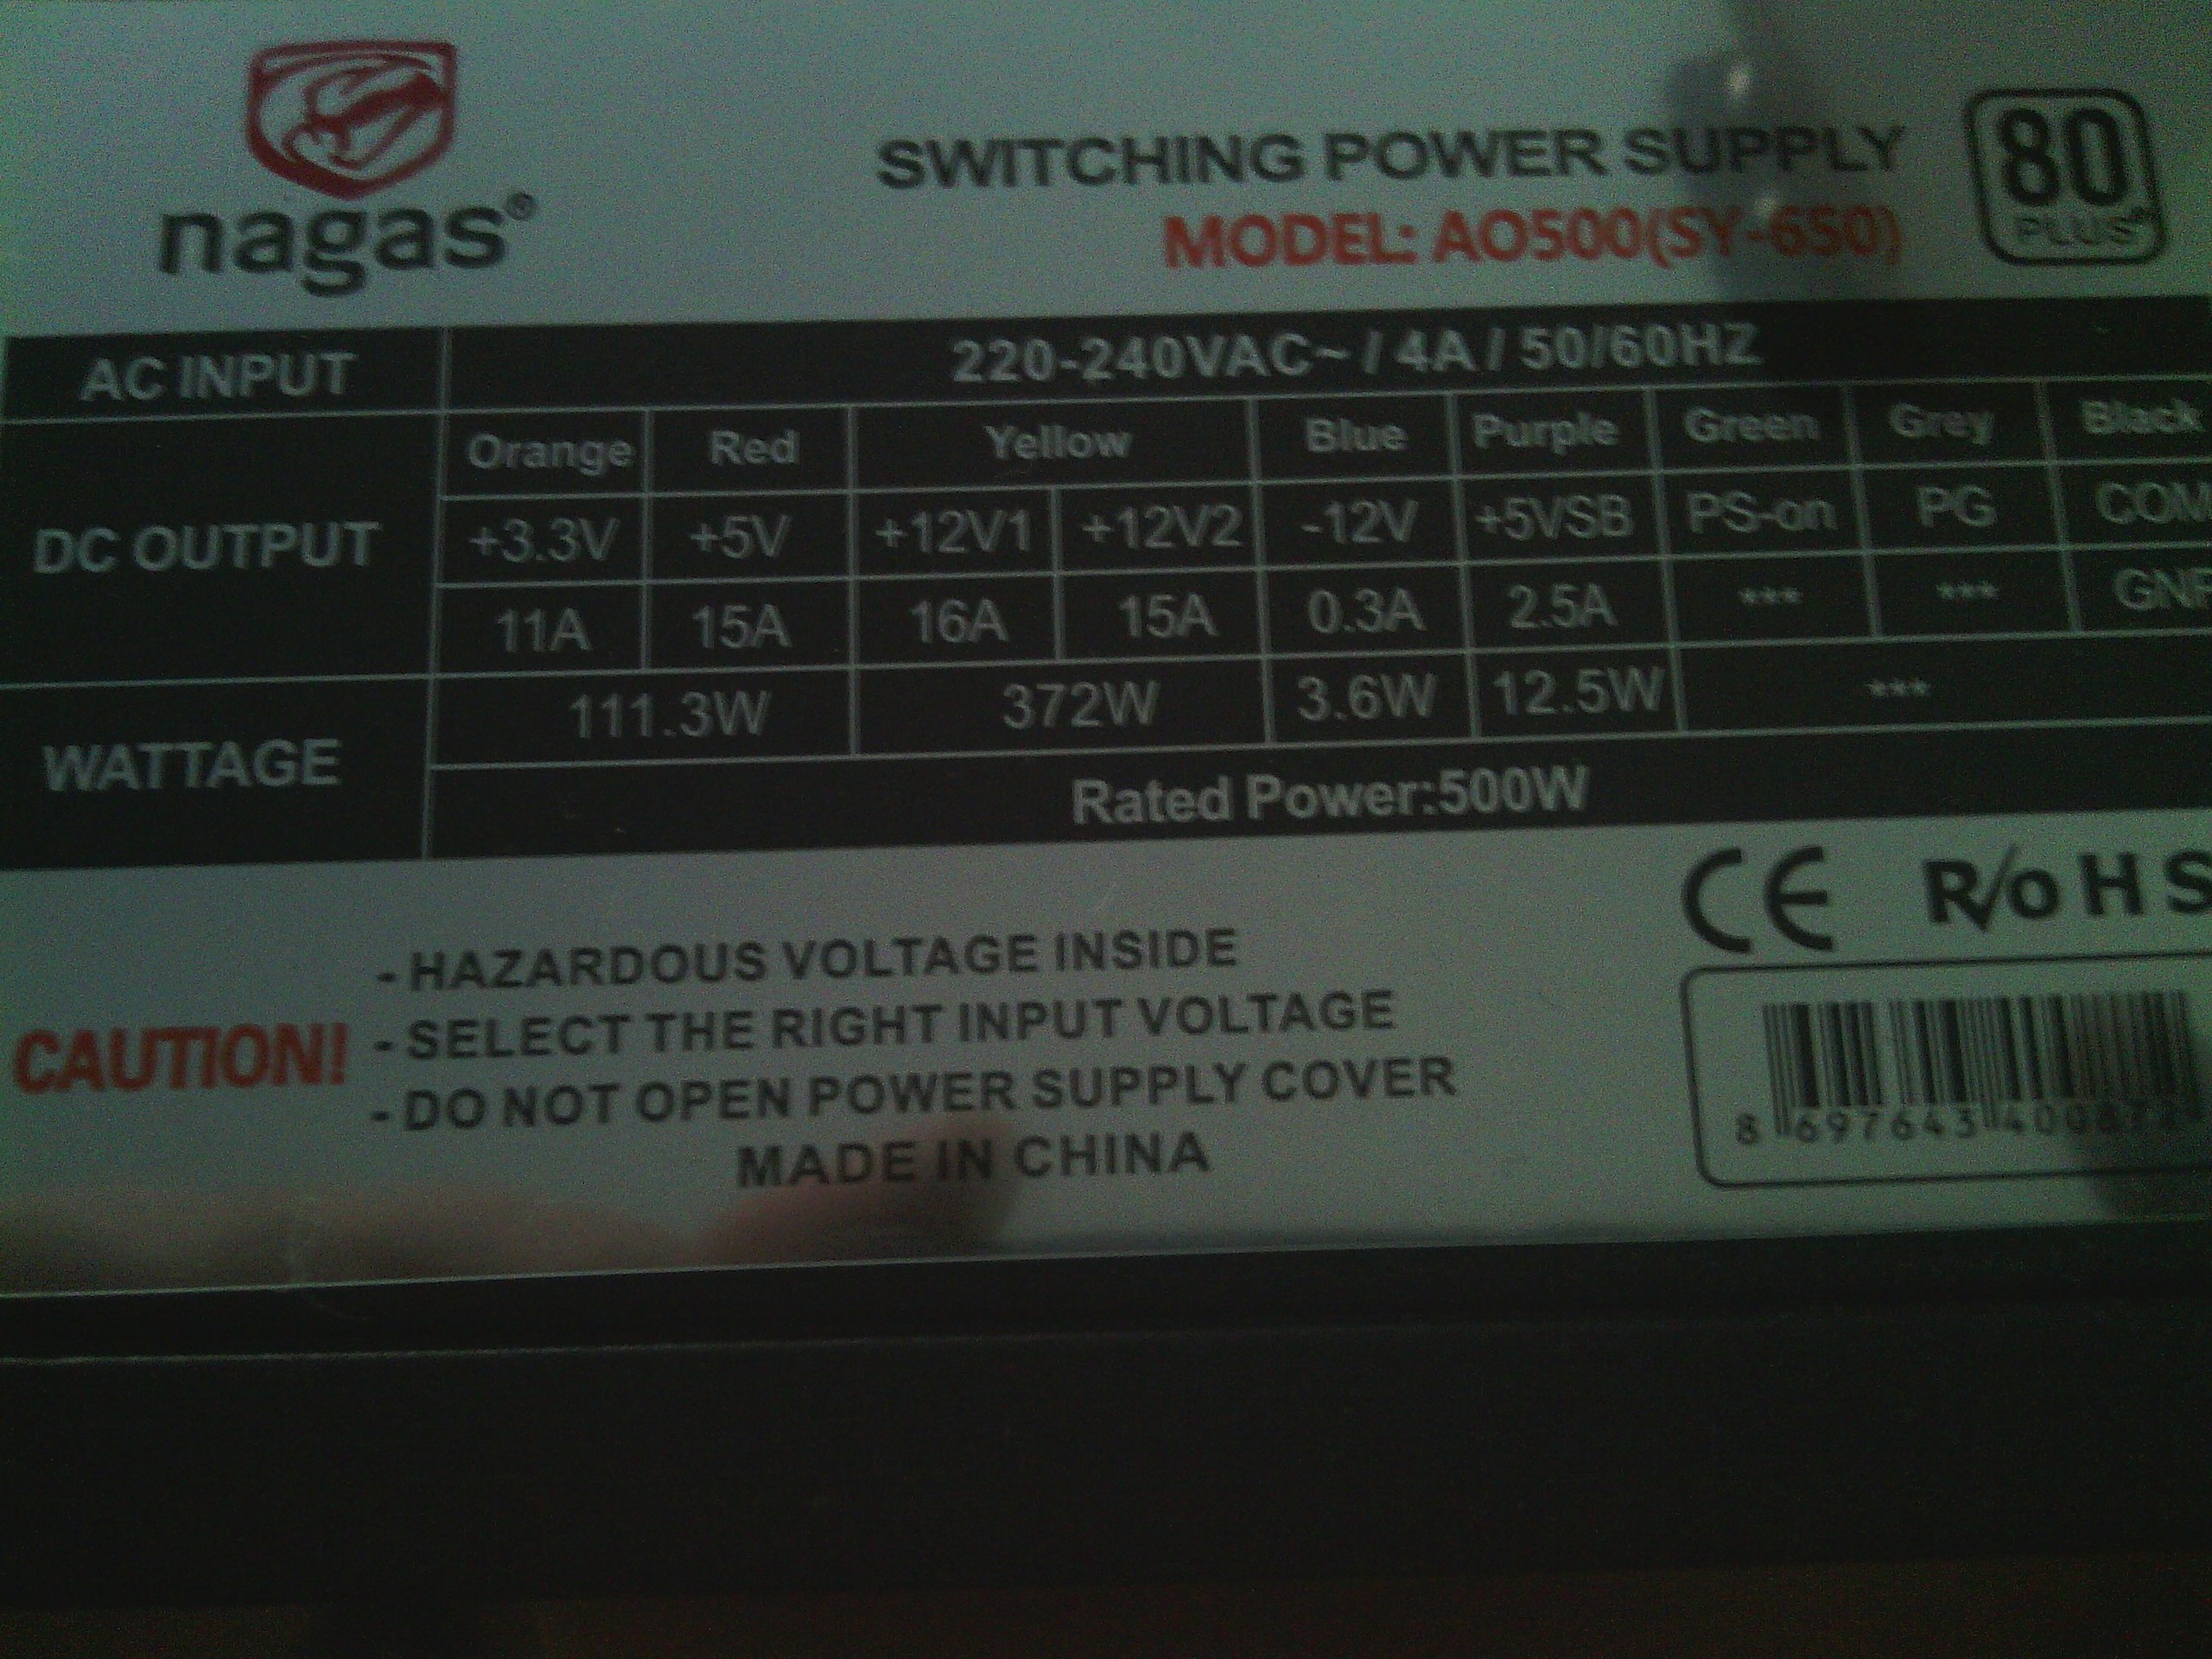 nagas®
SWITCHING POWER SUPPLY
MODEL: AO500(SY-650)
80
PLUS
AC INPUT 220-240VAC~ / 4A / 50/60HZ
DC OUTPUT
Orange Red Yellow Blue Purple Green Grey Black
+3.3V +5V +12V1 +12V2 -12V +5VSB PS-on PG COM
11A 15A 16A 15A 0.3A 2.5A *** ***
WATTAGE
111.3W 372W 3.6W 12.5W ***
Rated Power:500W
CE R/oHS
CAUTION!
- HAZARDOUS VOLTAGE INSIDE
- SELECT THE RIGHT INPUT VOLTAGE
- DO NOT OPEN POWER SUPPLY COVER
MADE IN CHINA
8 697643